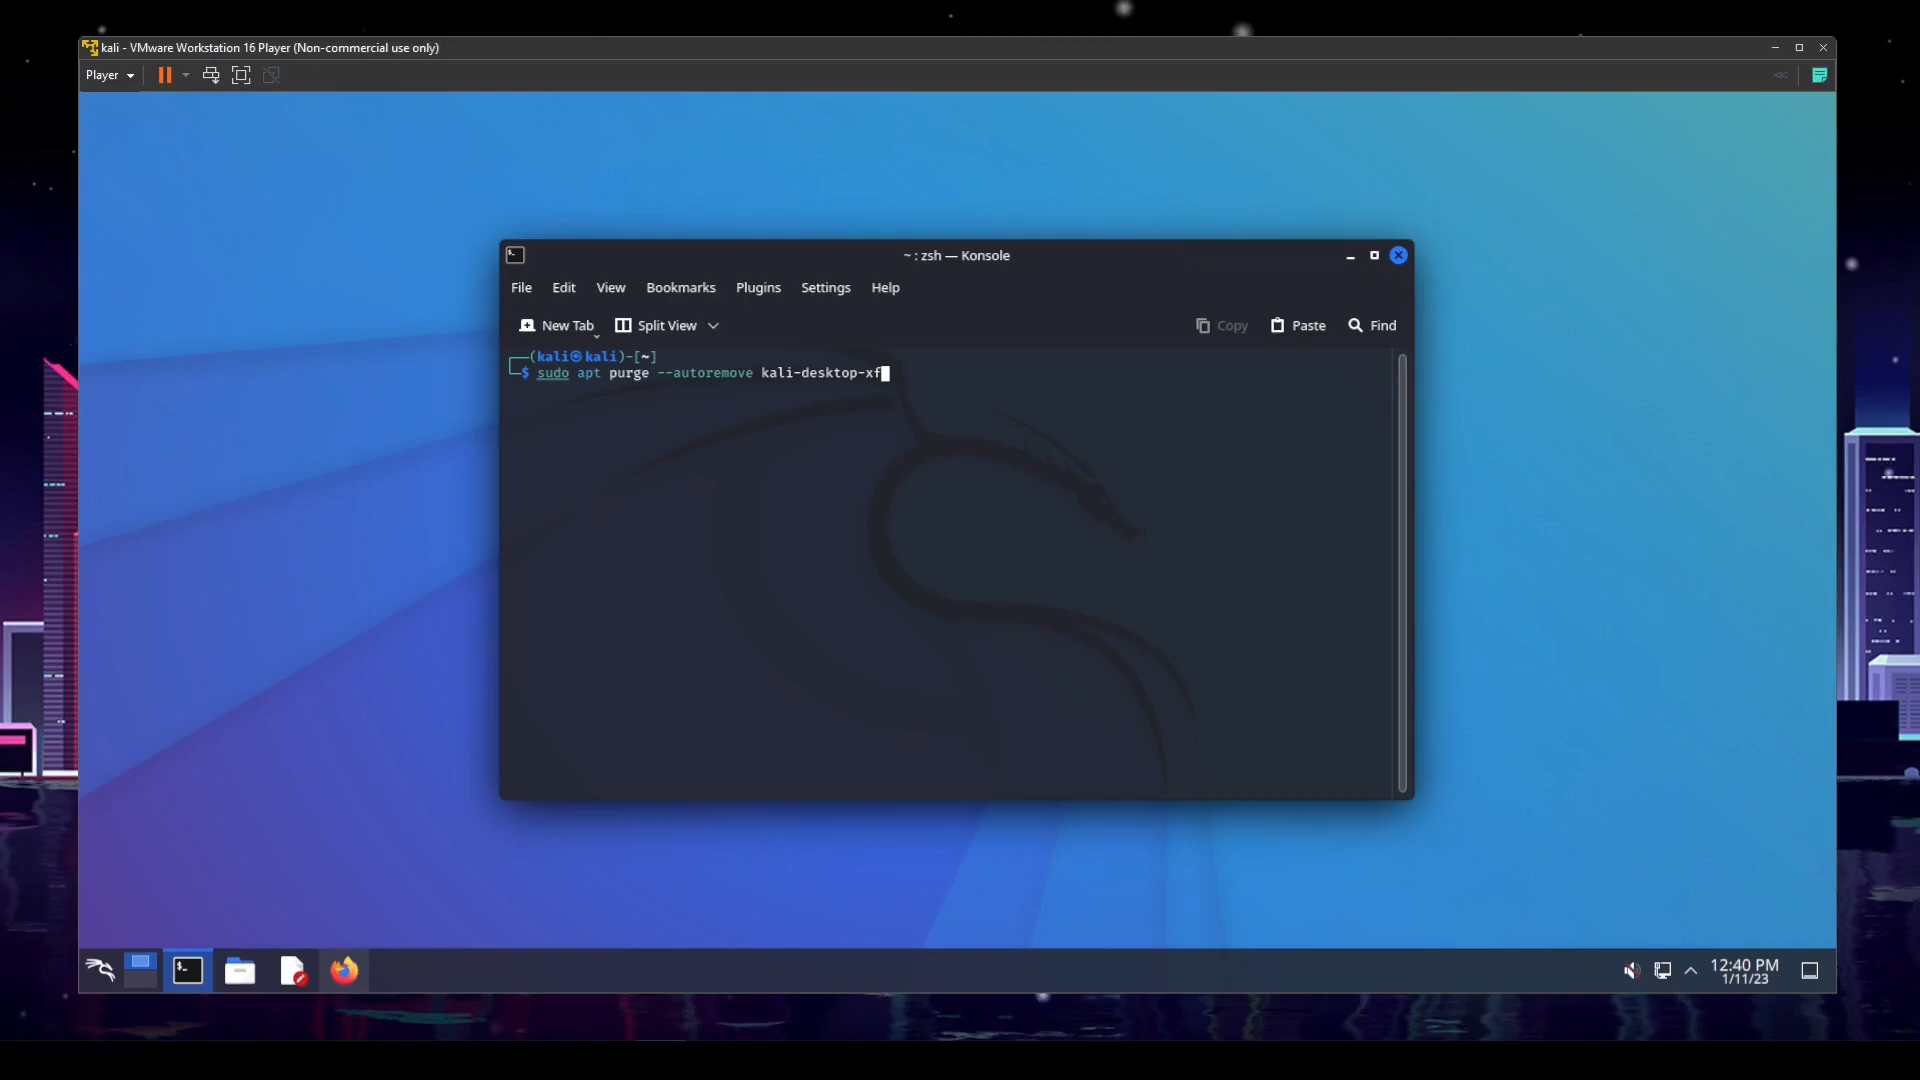 kali - VMware Workstation 16 Player (Non-commercial use only)
Player
~ : zsh — Konsole
File Edit View Bookmarks Plugins Settings Help
New Tab Split View Copy Paste Find
┌──(kali㉿kali)-[~]
└─$ sudo apt purge --autoremove kali-desktop-xf
12:40 PM
1/11/23